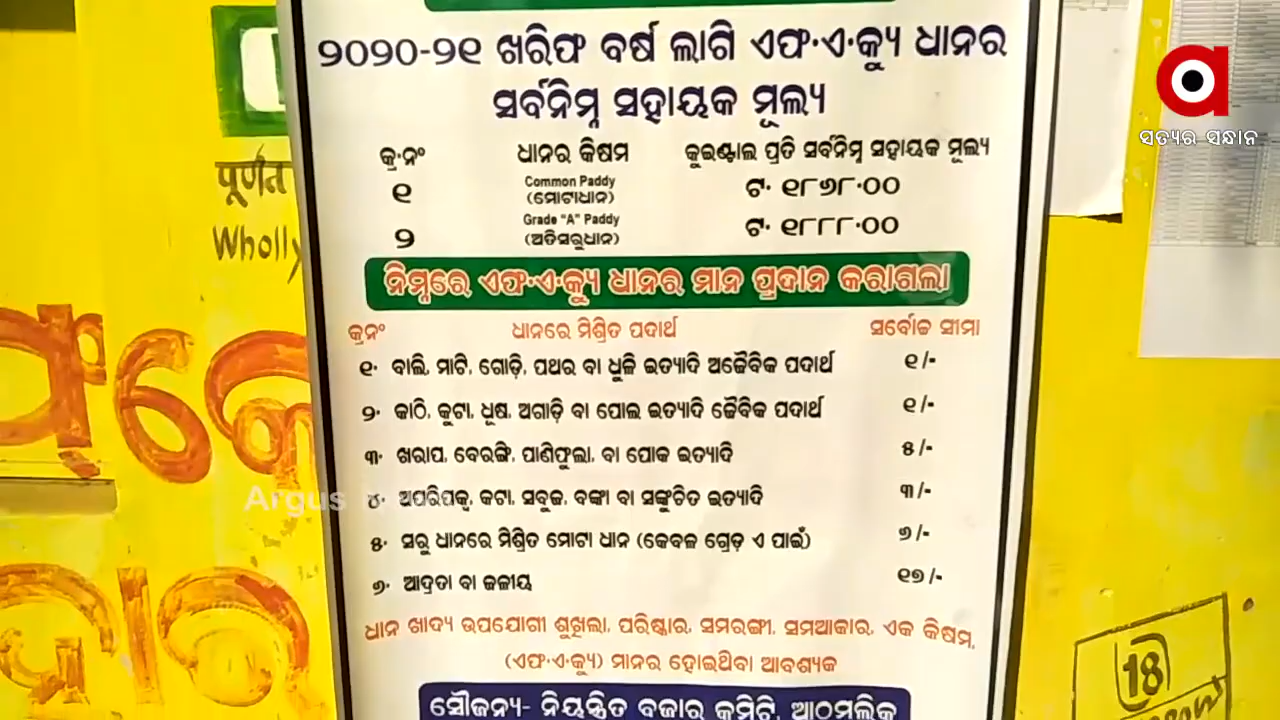 ୨୦୨୦-୨୧ ଖରିଫ ବର୍ଷ ଲାଗି ଏଫ·ଏ·କ୍ୟୁ ଧାନର
ସର୍ବନିମ୍ନ ସହାୟକ ମୂଲ୍ୟ
କ୍ର·ନଂ ଧାନର କିଷମ କୁଇଣ୍ଟାଲ ପ୍ରତି ସର୍ବନିମ୍ନ ସହାୟକ ମୂଲ୍ୟ
୧ Common Paddy (ମୋଟାଧାନ) ଟ· ୧୮୬୮·୦୦
୨ Grade "A" Paddy (ଅତିସରୁଧାନ) ଟ· ୧୮୮୮·୦୦
ନିମ୍ନରେ ଏଫ·ଏ·କ୍ୟୁ ଧାନର ମାନ ପ୍ରଦାନ କରାଗଲା
କ୍ରନଂ ଧାନରେ ମିଶ୍ରିତ ପଦାର୍ଥ ସର୍ବୋଚ୍ଚ ସୀମା
୧· ବାଲି, ମାଟି, ଗୋଡ଼ି, ପଥର ବା ଧୁଳି ଇତ୍ୟାଦି ଅଜୈବିକ ପଦାର୍ଥ ୧/-
୨· କାଠି, କୁଟା, ଧୂଷ, ଅଗାଡ଼ି ବା ପୋଲ ଇତ୍ୟାଦି ଜୈବିକ ପଦାର୍ଥ ୧/-
୩· ଖରାପ, ବେରଙ୍ଗି, ପାଣିଫୁଲା, ବା ପୋକ ଇତ୍ୟାଦି ୫/-
୪· ଅପରିପକ୍ୱ, କଟା, ସବୁଜ, ବଙ୍କା ବା ସଙ୍କୁଚିତ ଇତ୍ୟାଦି ୩/-
୫· ସରୁ ଧାନରେ ମିଶ୍ରିତ ମୋଟା ଧାନ (କେବଳ ଗ୍ରେଡ଼ ଏ ପାଇଁ) ୬/-
୬· ଆଦ୍ରତା ବା ଜଳୀୟ ୧୭/-
ଧାନ ଖାଦ୍ୟ ଉପଯୋଗୀ ଶୁଖିଲା, ପରିଷ୍କାର, ସମରଙ୍ଗୀ, ସମଆକାର, ଏକ କିଷମ,
(ଏଫ·ଏ·କ୍ୟୁ) ମାନର ହୋଇଥିବା ଆବଶ୍ୟକ
ସୌଜନ୍ୟ- ନିୟନ୍ତ୍ରିତ ବଜାର କମିଟି, ଆଠମଲିକ
ସତ୍ୟର ସନ୍ଧାନ
Wholly
Argus
18